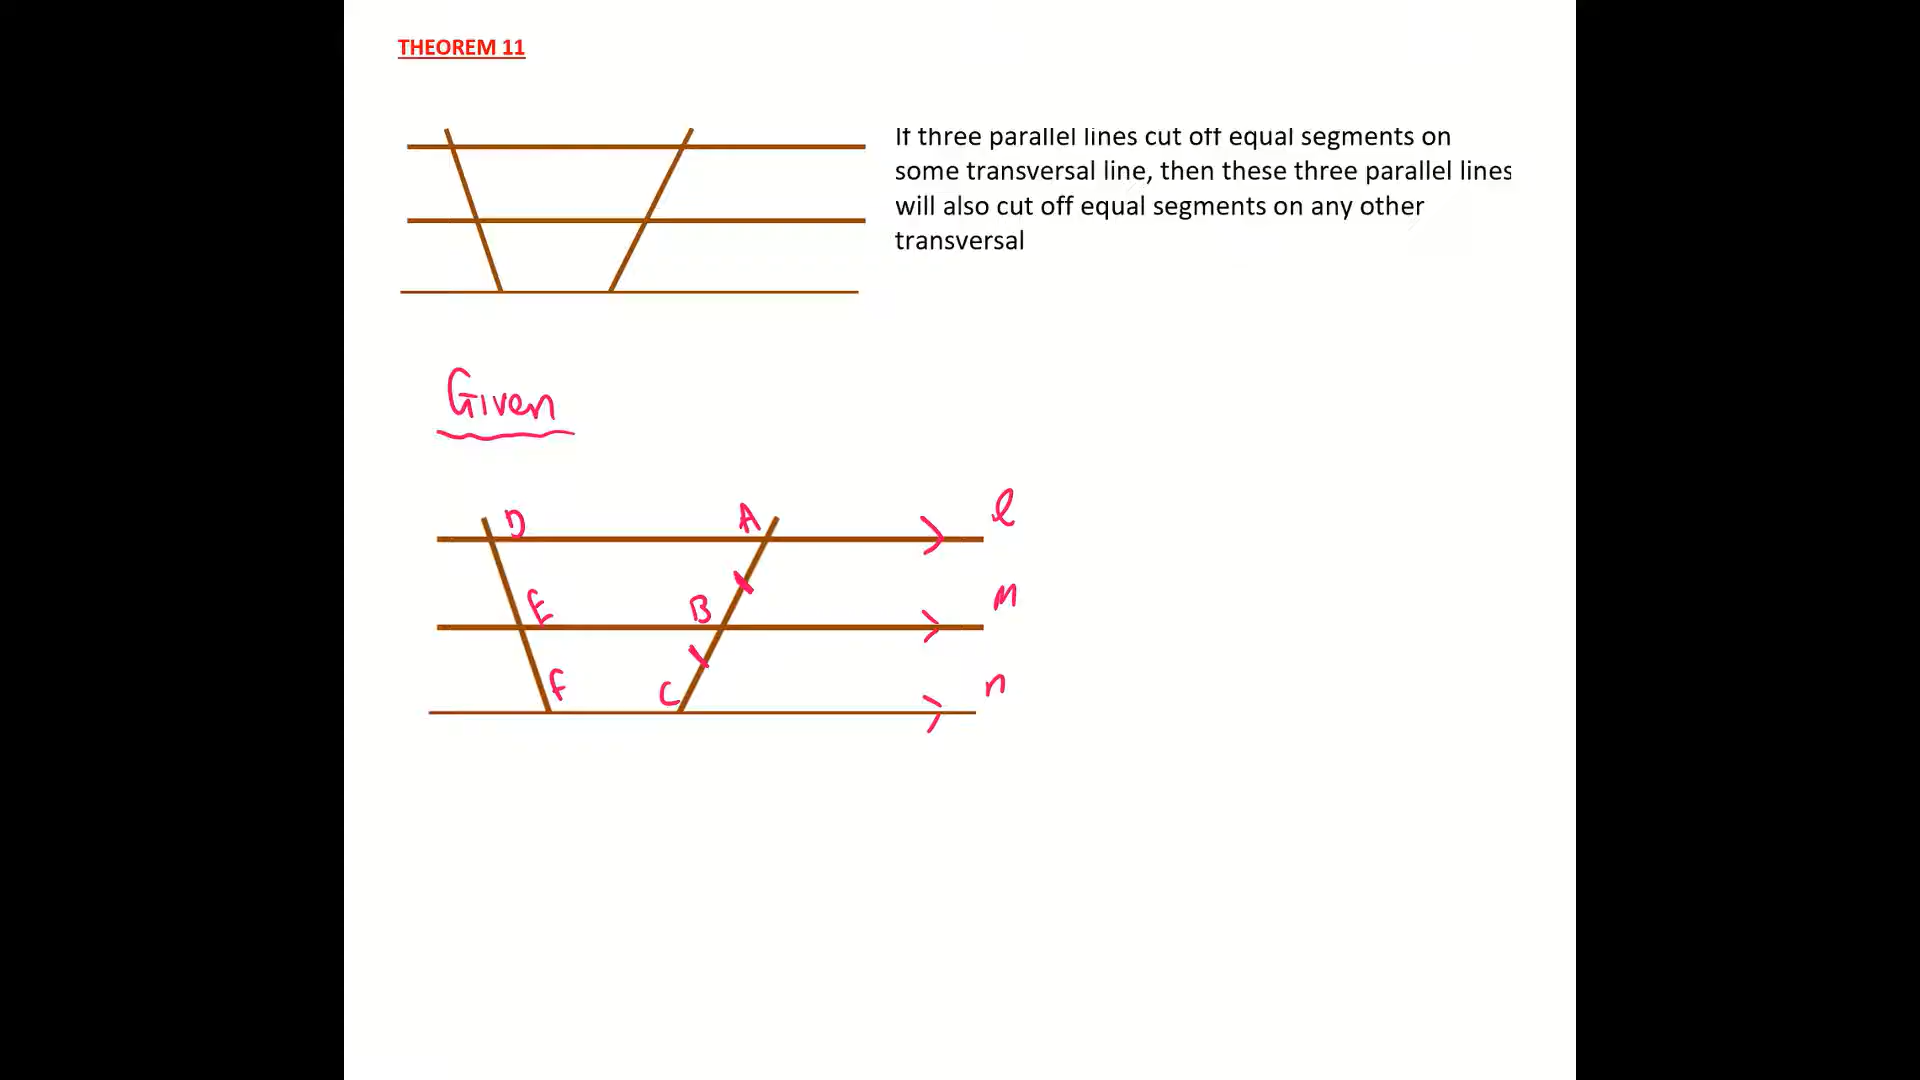 THEOREM 11
If three parallel lines cut off equal segments on
some transversal line, then these three parallel lines
will also cut off equal segments on any other
transversal
Given
D A l
E B m
F C n